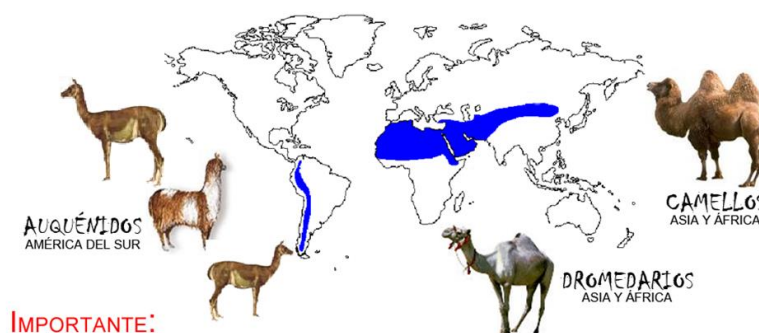 AUQUÉNIDOS
AMÉRICA DEL SUR
CAMELLOS
ASIA Y ÁFRICA
DROMEDARIOS
ASIA Y ÁFRICA
IMPORTANTE: